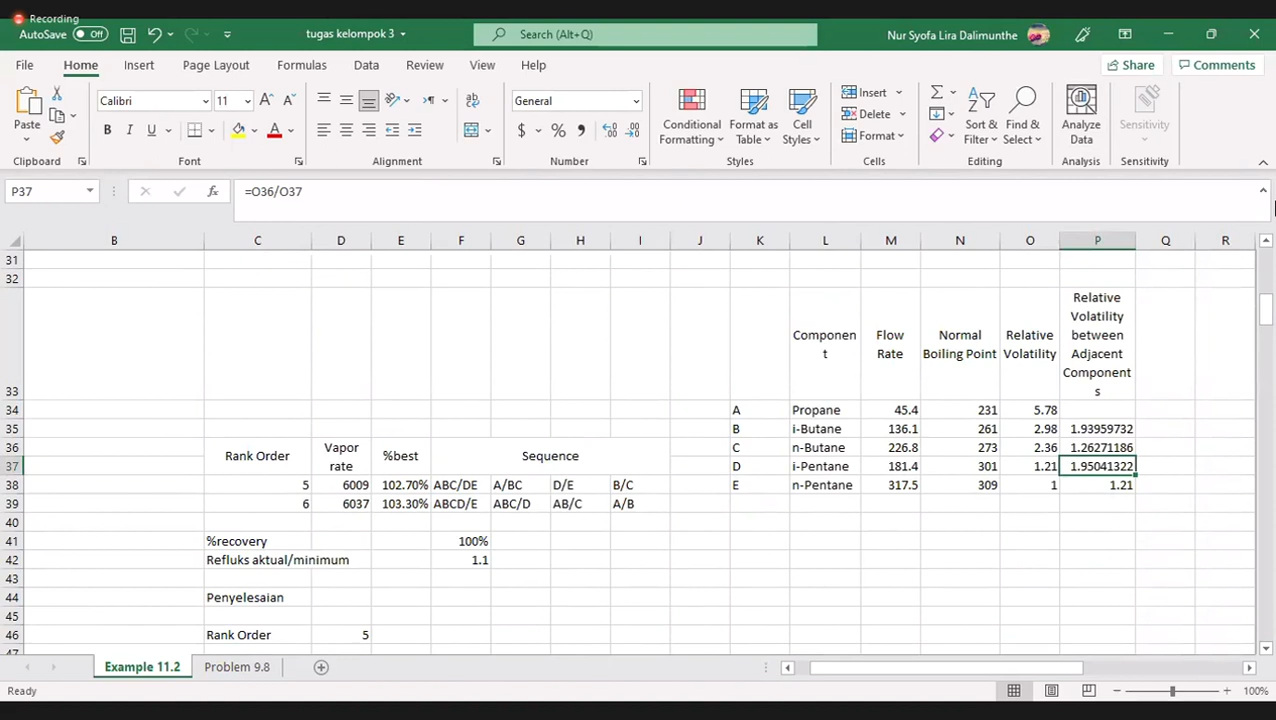 Recording
AutoSave Off tugas kelompok 3 Search (Alt+Q) Nur Syofa Lira Dalimunthe
File Home Insert Page Layout Formulas Data Review View Help Share Comments
Paste Calibri 11 General Conditional Formatting Format as Table Cell Styles Insert Delete Format Sort & Filter Find & Select Analyze Data Sensitivity
Clipboard Font Alignment Number Styles Cells Editing Analysis Sensitivity
P37 fx =O36/O37
B C D E F G H I J K L M N O P Q R
31
32
33 Componen t Flow Rate Normal Boiling Point Relative Volatility Relative Volatility between Adjacent Component s
34 A Propane 45.4 231 5.78
35 B i-Butane 136.1 261 2.98 1.93959732
36 C n-Butane 226.8 273 2.36 1.26271186
Rank Order Vapor rate %best Sequence
37 D i-Pentane 181.4 301 1.21 1.95041322
38 5 6009 102.70% ABC/DE A/BC D/E B/C E n-Pentane 317.5 309 1 1.21
39 6 6037 103.30% ABCD/E ABC/D AB/C A/B
40
41 %recovery 100%
42 Refluks aktual/minimum 1.1
43
44 Penyelesaian
45
46 Rank Order 5
47
Example 11.2 Problem 9.8
Ready 100%